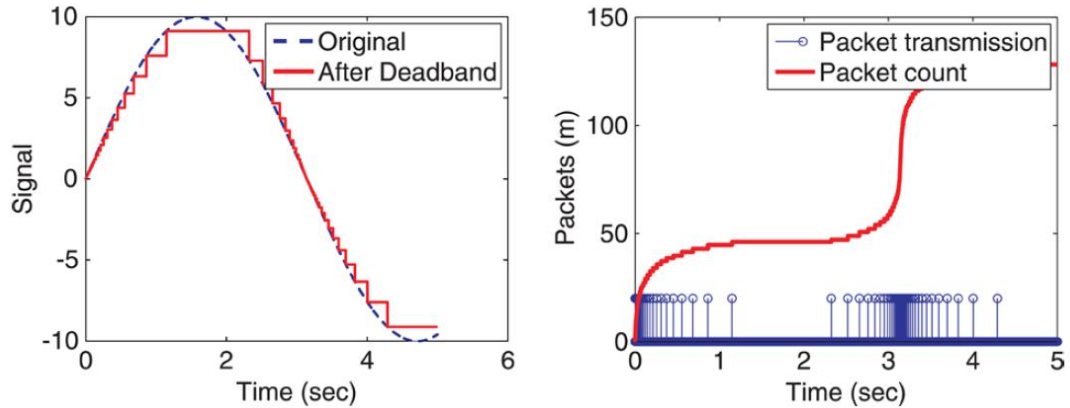 10
5
0
-5
-10
Signal
0
2
4
6
Time (sec)
Original
After Deadband
150
100
50
0
Packets (m)
0
1
2
3
4
5
Time (sec)
Packet transmission
Packet count